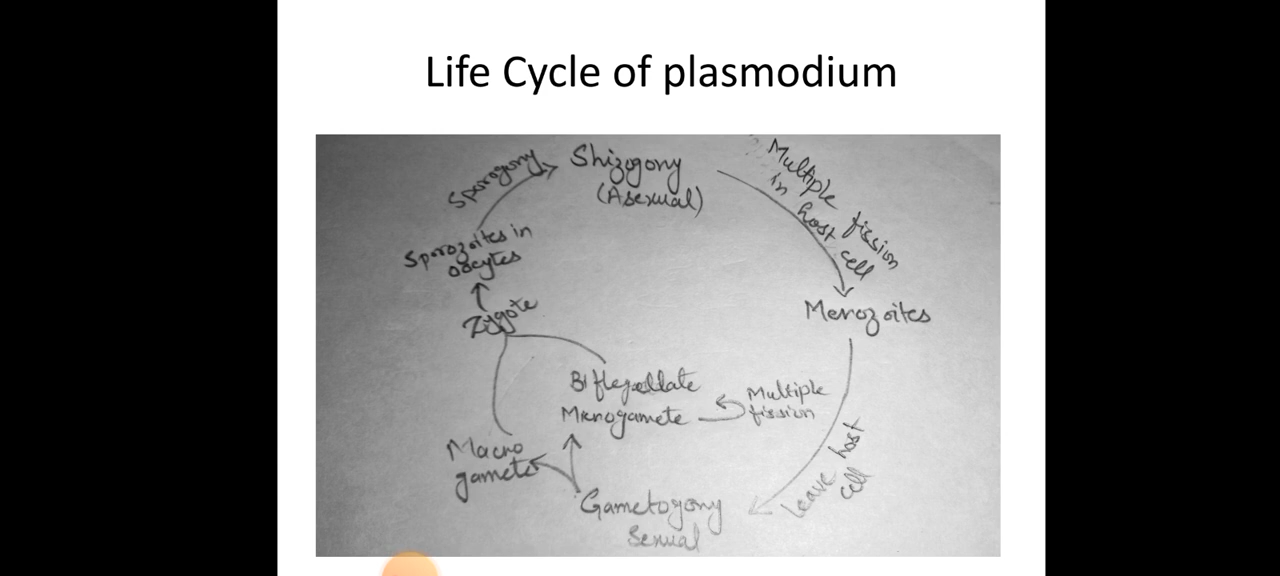 Life Cycle of plasmodium
Sporogony
Shizogony
(Asexual)
Multiple fission
in host cell
Sporozoites in
oocytes
Zygote
Merozoites
Biflegellate
Microgamete
Multiple
fission
Macro
gamete
Leave host
cell
Gametogony
Sexual